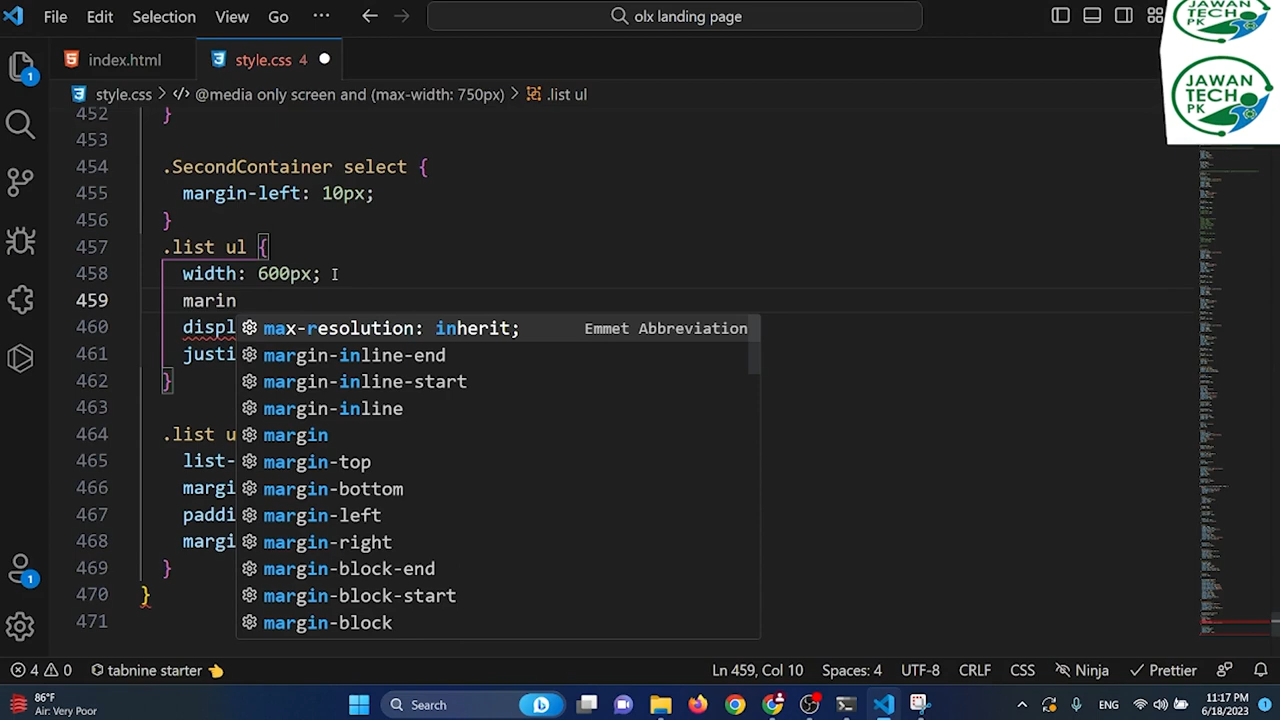 File Edit Selection View Go ··· olx landing page
JAWAN
TECH
PK
index.html style.css 4
style.css > @media only screen and (max-width: 750px) > .list ul
452 }
453
454 .SecondContainer select {
455 margin-left: 10px;
456 }
457 .list ul {
458 width: 600px;
459 marin
460 displ
461 justi
462 }
463
464 .list u
465 list-
466 margi
467 paddi
468 margi
469 }
470 }
471
max-resolution: inherit; Emmet Abbreviation
margin-inline-end
margin-inline-start
margin-inline
margin
margin-top
margin-bottom
margin-left
margin-right
margin-block-end
margin-block-start
margin-block
1
1
4 0 tabnine starter Ln 459, Col 10 Spaces: 4 UTF-8 CRLF CSS Ninja Prettier
86°F
Air: Very Poor
Search
ENG
11:17 PM
6/18/2023
1